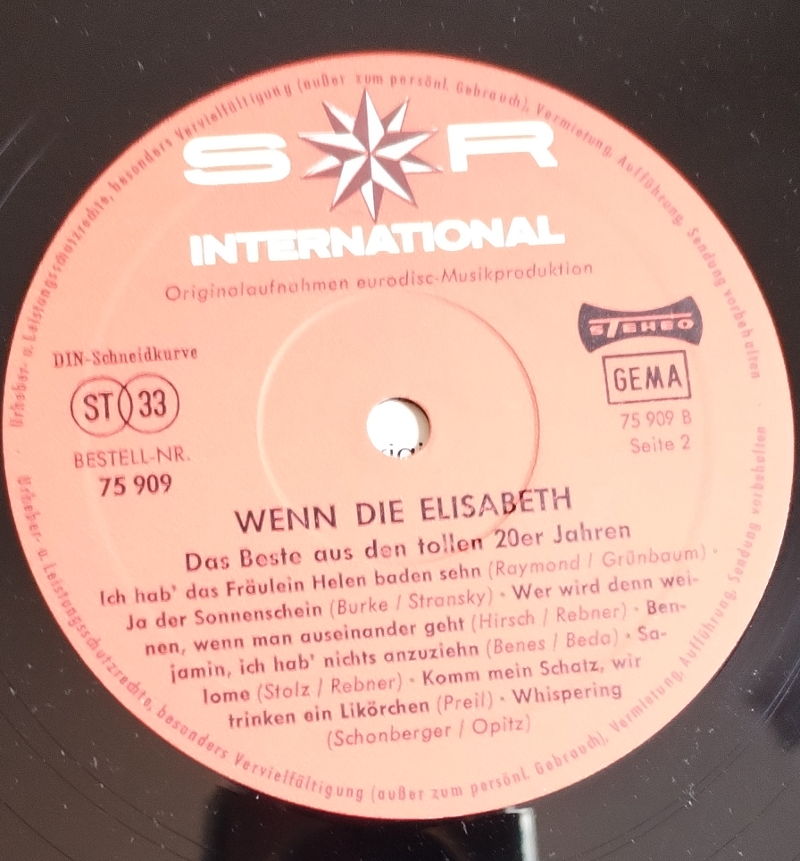 Urheber- u. Leistungsschutzrechte, besonders Vervielfältigung (außer zum persönl. Gebrauch), Vermietung, Aufführung, Sendung vorbehalten
S R
INTERNATIONAL
Originalaufnahmen eurodisc-Musikproduktion
STEREO
DIN-Schneidkurve
GEMA
ST 33
75 909 B
Seite 2
BESTELL-NR.
75 909
WENN DIE ELISABETH
Das Beste aus den tollen 20er Jahren
Ich hab' das Fräulein Helen baden sehn (Raymond / Grünbaum) ·
Ja der Sonnenschein (Burke / Stransky) · Wer wird denn wei-
nen, wenn man auseinander geht (Hirsch / Rebner) · Ben-
jamin, ich hab' nichts anzuziehn (Benes / Beda) · Sa-
lome (Stolz / Rebner) · Komm mein Schatz, wir
trinken ein Likörchen (Preil) · Whispering
(Schonberger / Opitz)
Urheber- u. Leistungsschutzrechte, besonders Vervielfältigung (außer zum persönl. Gebrauch), Vermietung, Aufführung, Sendung vorbehalten